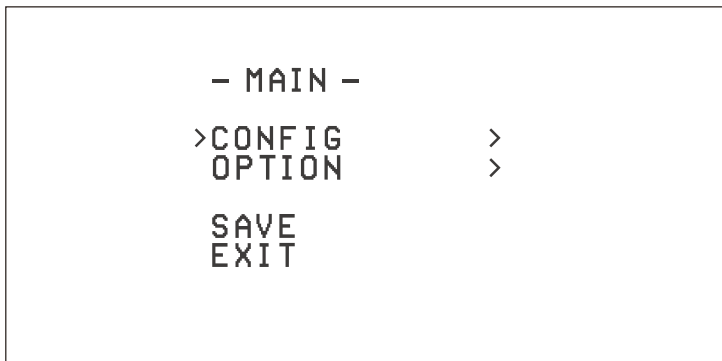 - MAIN -
>CONFIG >
OPTION >
SAVE
EXIT